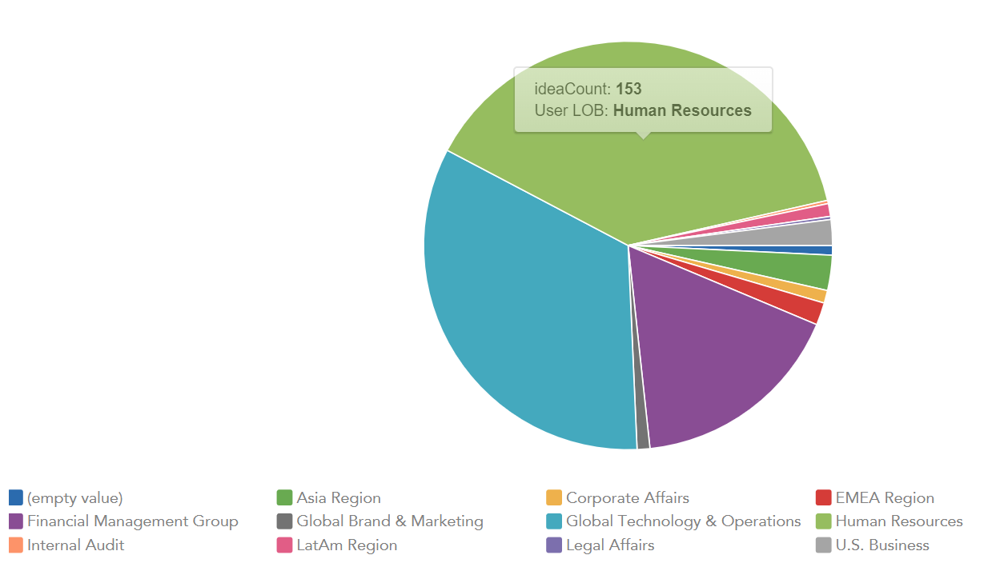 ideaCount: 153
User LOB: Human Resources
(empty value)
Asia Region
Corporate Affairs
EMEA Region
Financial Management Group
Global Brand & Marketing
Global Technology & Operations
Human Resources
Internal Audit
LatAm Region
Legal Affairs
U.S. Business